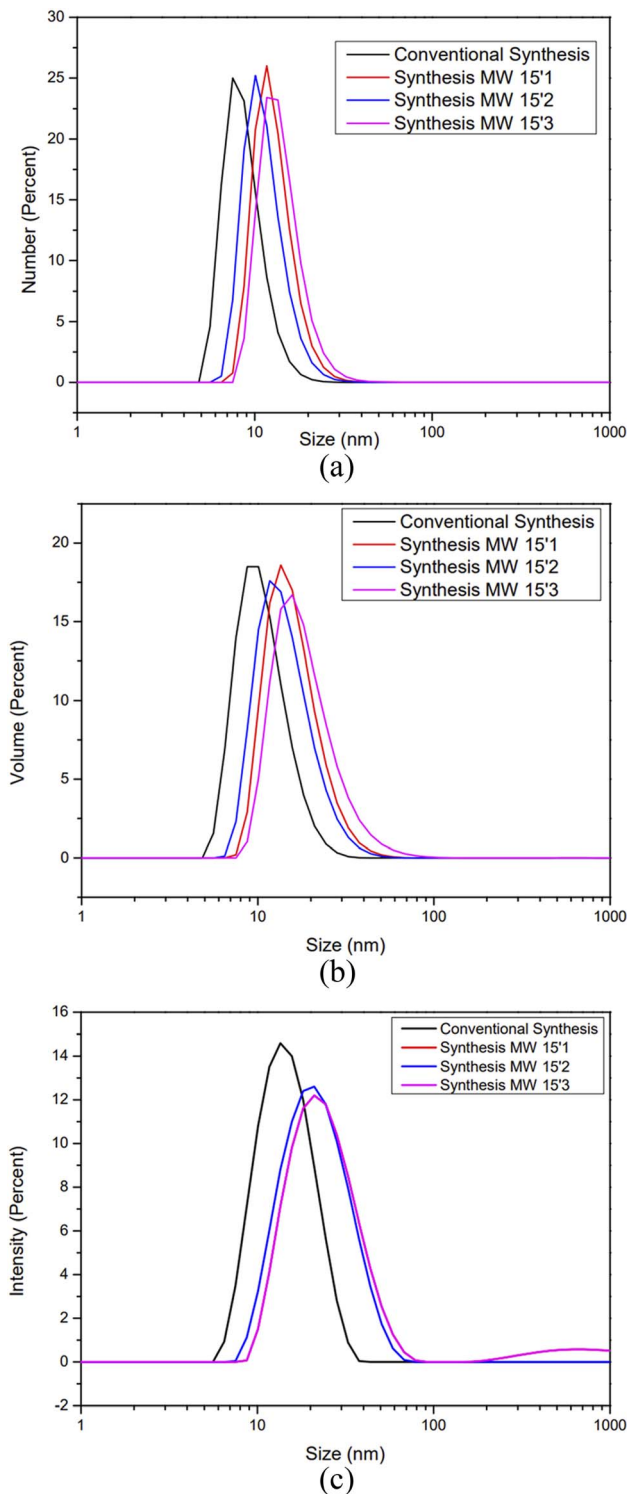 30
25
20
15
10
5
0
Number (Percent)
Conventional Synthesis
Synthesis MW 15'1
Synthesis MW 15'2
Synthesis MW 15'3
1
10
100
1000
Size (nm)
(a)
20
15
10
5
0
Volume (Percent)
Conventional Synthesis
Synthesis MW 15'1
Synthesis MW 15'2
Synthesis MW 15'3
1
10
100
1000
Size (nm)
(b)
16
14
12
10
8
6
4
2
0
-2
Intensity (Percent)
Conventional Synthesis
Synthesis MW 15'1
Synthesis MW 15'2
Synthesis MW 15'3
1
10
100
1000
Size (nm)
(c)